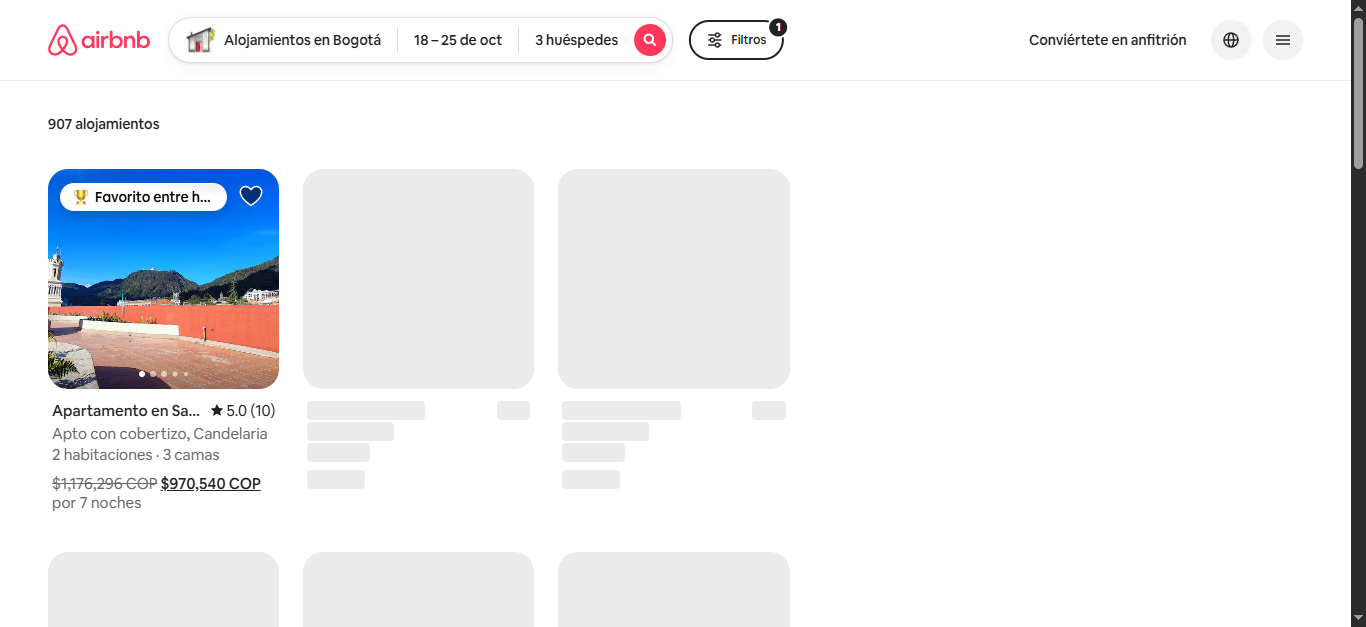 airbnb
Alojamientos en Bogotá
18 – 25 de oct
3 huéspedes
Filtros
1
Conviértete en anfitrión
907 alojamientos
Favorito entre h...
Apartamento en Sa... ★ 5.0 (10)
Apto con cobertizo, Candelaria
2 habitaciones · 3 camas
$1,176,296 COP $970,540 COP
por 7 noches